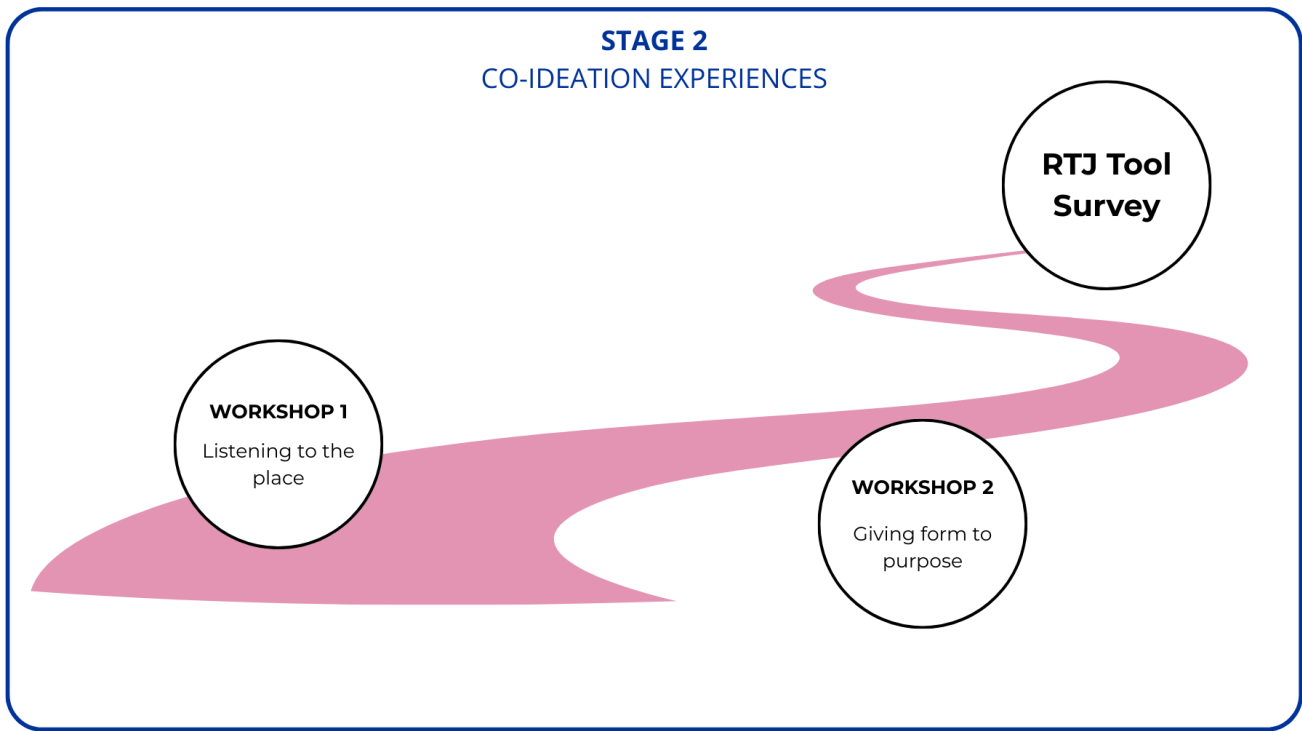 STAGE 2
CO-IDEATION EXPERIENCES
RTJ Tool
Survey
WORKSHOP 1
Listening to the
place
WORKSHOP 2
Giving form to
purpose